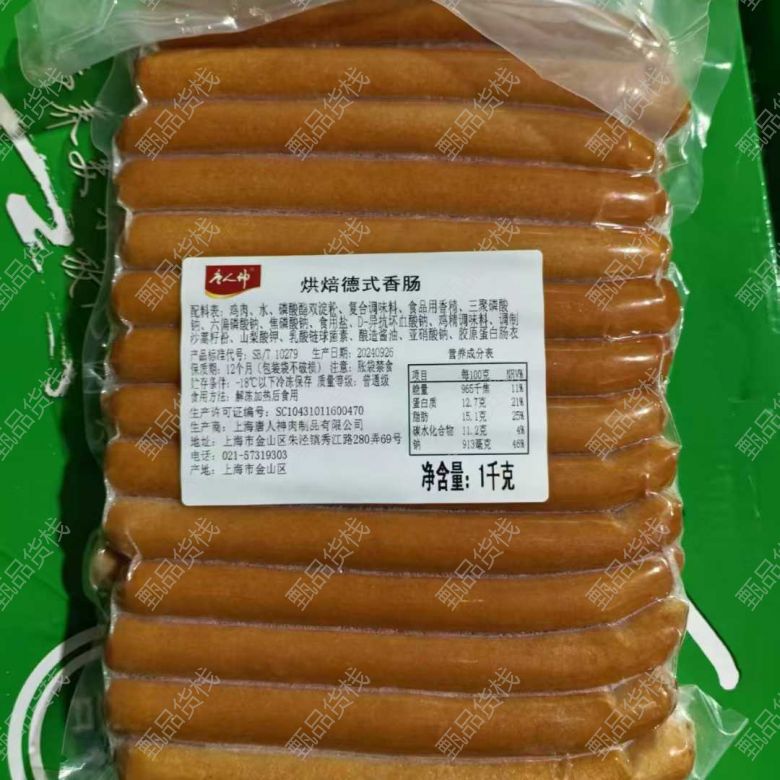 唐人神
烘焙德式香肠
配料表：鸡肉、水、磷酸酯双淀粉、复合调味料、食品用香精、三聚磷酸
钠、六偏磷酸钠、焦磷酸钠、食用盐、D-异抗坏血酸钠、鸡精调味料、调制
沙蒿籽粉、山梨酸钾、乳酸链球菌素、酿造酱油、亚硝酸钠、胶原蛋白肠衣
产品标准代号：SB/T 10279 生产日期：20240926
保质期：12个月（包装袋不破损） 注意：胀袋禁食
贮存条件：-18℃以下冷冻保存 质量等级：普通级
食用方法：解冻加热后食用
生产许可证编号：SC10431011600470
生产商：上海唐人神肉制品有限公司
地址：上海市金山区朱泾镇秀江路280弄69号
电话：021-57319303
产地：上海市金山区
营养成分表
项目 每100克 NRV%
能量 965千焦 11%
蛋白质 12.7克 21%
脂肪 15.1克 25%
碳水化合物 11.2克 4%
钠 913毫克 46%
净含量：1千克
甄品货栈